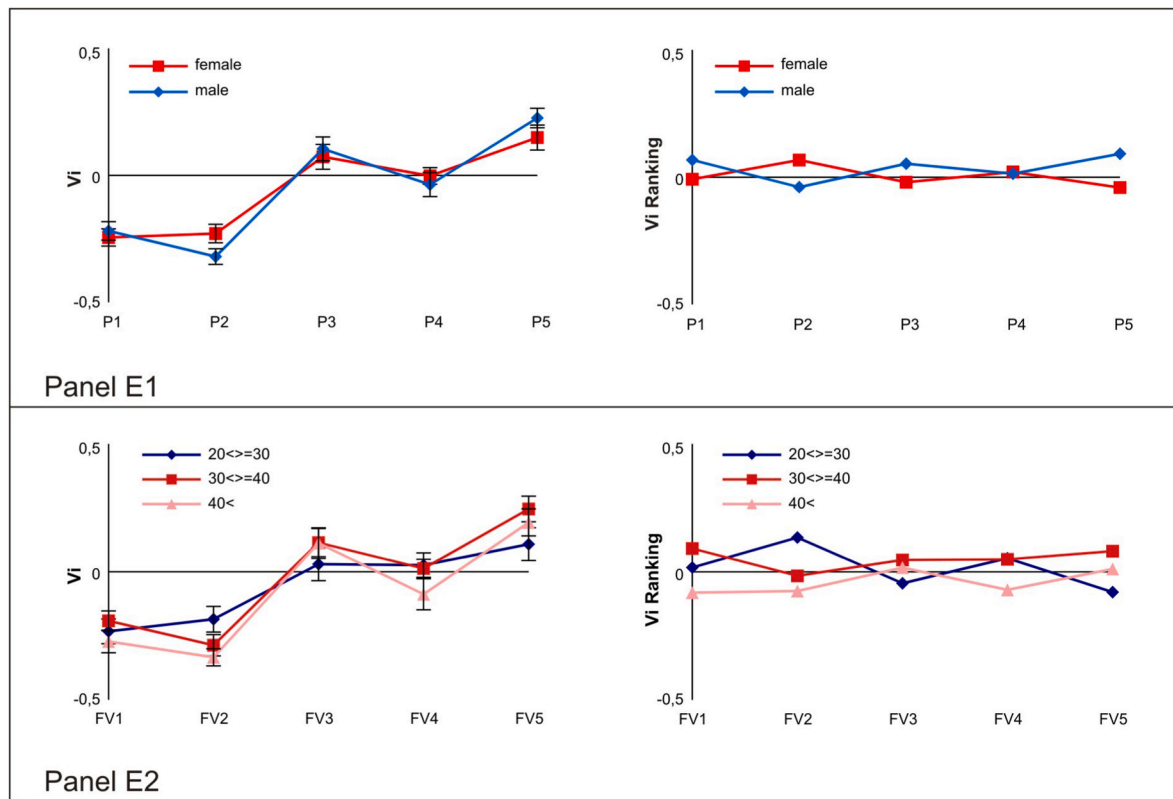 0,5
female
male
Vi
0
-0,5
P1 P2 P3 P4 P5
0,5
female
male
Vi Ranking
0
-0,5
P1 P2 P3 P4 P5
Panel E1
0,5
20<>=30
30<>=40
40<
Vi
0
-0,5
FV1 FV2 FV3 FV4 FV5
0,5
20<>=30
30<>=40
40<
Vi Ranking
0
-0,5
FV1 FV2 FV3 FV4 FV5
Panel E2